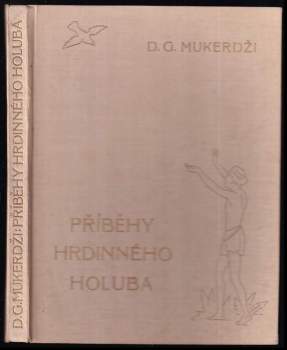 D. G. MUKERDŽI
PŘÍBĚHY
HRDINNÉHO
HOLUBA
D.G.MUKERDŽI: PŘÍBĚHY HRDINNÉHO HOLUBA